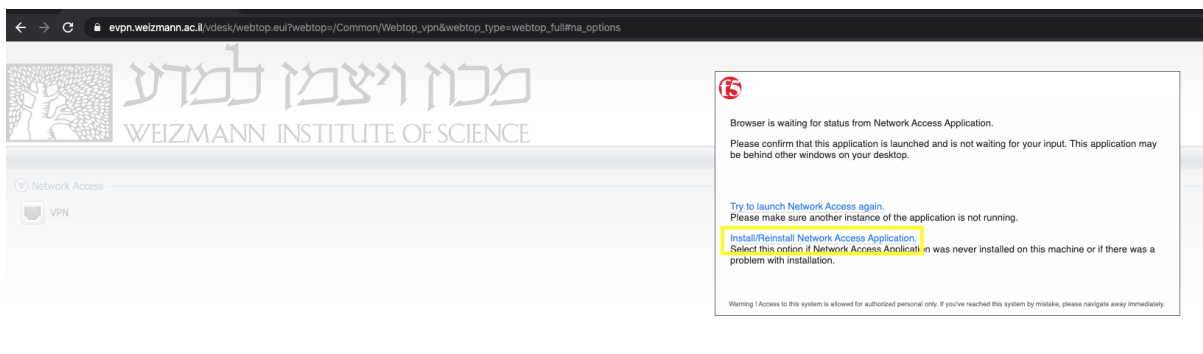 evpn.weizmann.ac.il/vdesk/webtop.eui?webtop=/Common/Webtop_vpn&webtop_type=webtop_full#na_options
מכון ויצמן למדע
WEIZMANN INSTITUTE OF SCIENCE
Network Access
VPN
f5
Browser is waiting for status from Network Access Application.
Please confirm that this application is launched and is not waiting for your input. This application may
be behind other windows on your desktop.
Try to launch Network Access again.
Please make sure another instance of the application is not running.
Install/Reinstall Network Access Application.
Select this option if Network Access Application was never installed on this machine or if there was a
problem with installation.
Warning ! Access to this system is allowed for authorized personal only. If you've reached this system by mistake, please navigate away immediately.